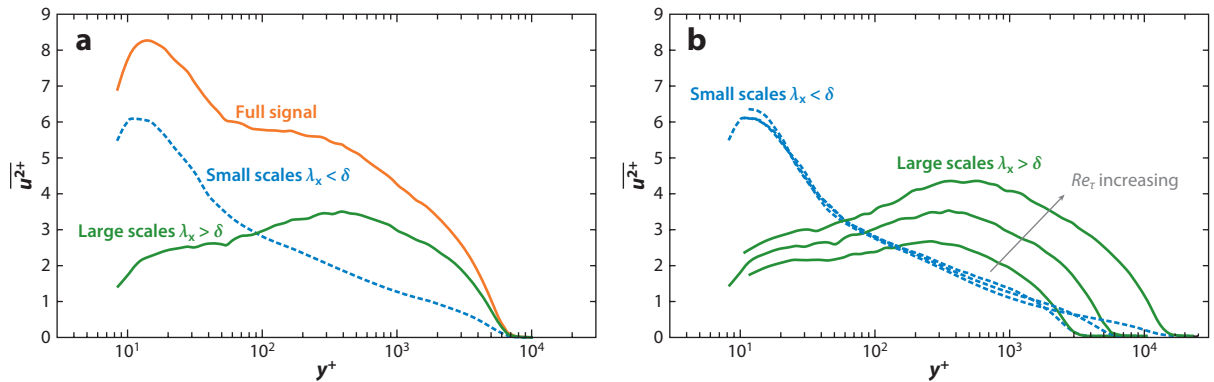 a
9
8
7
6
5
4
3
2
1
0
u²⁺
Full signal
Small scales λx < δ
Large scales λx > δ
10¹
10²
10³
10⁴
y⁺
b
9
8
7
6
5
4
3
2
1
0
u²⁺
Small scales λx < δ
Large scales λx > δ
Reτ increasing
10¹
10²
10³
10⁴
y⁺